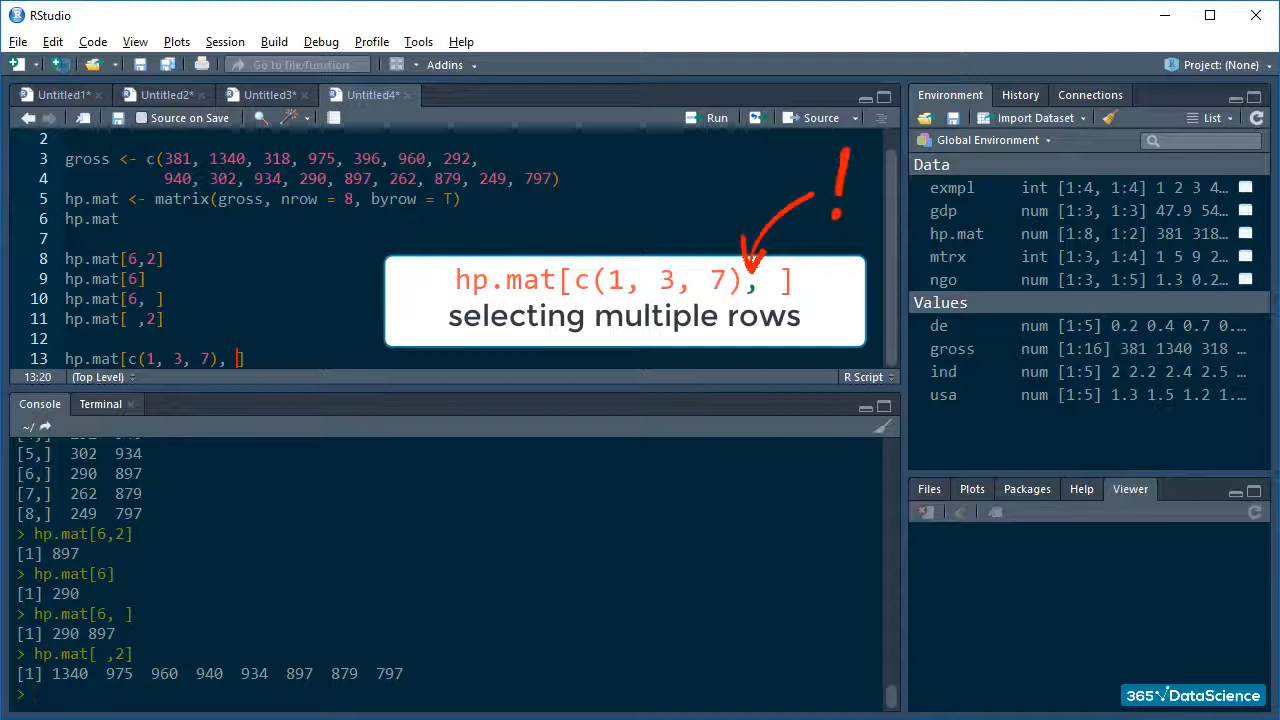 RStudio
File Edit Code View Plots Session Build Debug Profile Tools Help
Go to file/function Addins Project: (None)
Untitled1* Untitled2* Untitled3* Untitled4*
Source on Save Run Source
2
3 gross <- c(381, 1340, 318, 975, 396, 960, 292,
4 940, 302, 934, 290, 897, 262, 879, 249, 797)
5 hp.mat <- matrix(gross, nrow = 8, byrow = T)
6 hp.mat
7
8 hp.mat[6,2]
9 hp.mat[6]
10 hp.mat[6, ]
11 hp.mat[ ,2]
12
13 hp.mat[c(1, 3, 7), ]
!
hp.mat[c(1, 3, 7), ]
selecting multiple rows
13:20 (Top Level) R Script
Console Terminal
~/
[5,] 302 934
[6,] 290 897
[7,] 262 879
[8,] 249 797
> hp.mat[6,2]
[1] 897
> hp.mat[6]
[1] 290
> hp.mat[6, ]
[1] 290 897
> hp.mat[ ,2]
[1] 1340 975 960 940 934 897 879 797
>
Environment History Connections
Import Dataset List
Global Environment
Data
exmpl int [1:4, 1:4] 1 2 3 4…
gdp num [1:3, 1:3] 47.9 54…
hp.mat num [1:8, 1:2] 381 318…
mtrx num [1:3, 1:4] 1 5 9 2…
ngo num [1:3, 1:5] 1.3 0.2…
Values
de num [1:5] 0.2 0.4 0.7 0…
gross num [1:16] 381 1340 318 …
ind num [1:5] 2 2.2 2.4 2.5 …
usa num [1:5] 1.3 1.5 1.2 1.…
Files Plots Packages Help Viewer
365 DataScience